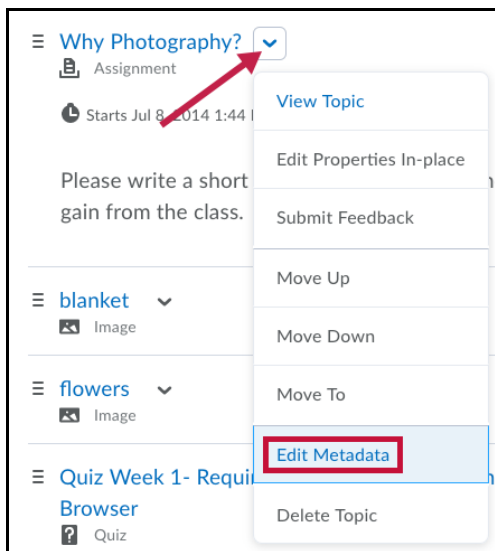 Why Photography?
Assignment
Starts Jul 8, 2014 1:44
Please write a short
gain from the class.
blanket
Image
flowers
Image
Quiz Week 1- Requi
Browser
Quiz
View Topic
Edit Properties In-place
Submit Feedback
Move Up
Move Down
Move To
Edit Metadata
Delete Topic